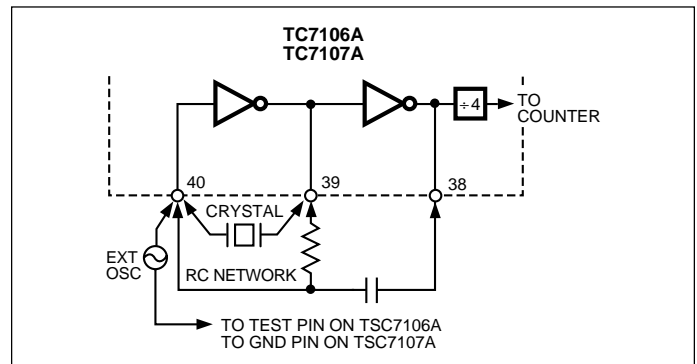 TC7106A
TC7107A
÷4
TO
COUNTER
40
39
38
CRYSTAL
EXT
OSC
RC NETWORK
TO TEST PIN ON TSC7106A
TO GND PIN ON TSC7107A